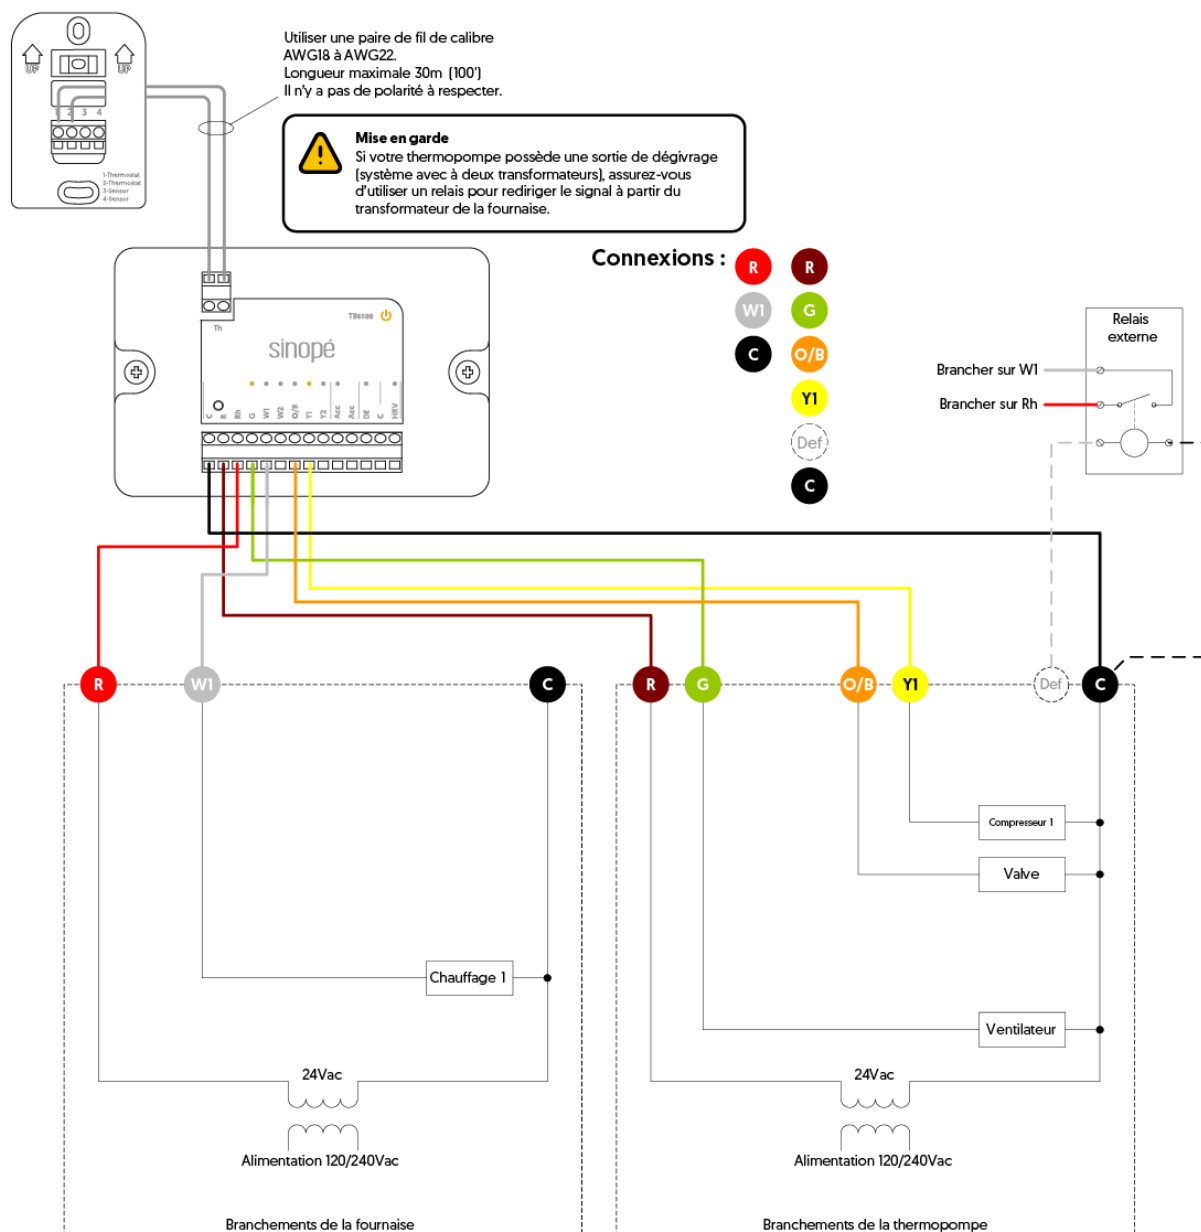 UP
UP
1 2 3 4
1-Thermostat
2-Thermostat
3-Sensor
4-Sensor
Utiliser une paire de fil de calibre
AWG18 à AWG22.
Longueur maximale 30m (100')
Il n'y a pas de polarité à respecter.
Mise en garde
Si votre thermopompe possède une sortie de dégivrage
(système avec à deux transformateurs), assurez-vous
d'utiliser un relais pour rediriger le signal à partir du
transformateur de la fournaise.
Connexions :
R R
W1 G
C O/B
Y1
Def
C
Th
sinopé
C R Rh G W1 W2 O/B Y1 Y2 Acc Acc DE C HRV
Relais
externe
Brancher sur W1
Brancher sur Rh
R W1 C R G O/B Y1 Def C
Compresseur 1
Valve
Chauffage 1
Ventilateur
24Vac
24Vac
Alimentation 120/240Vac
Alimentation 120/240Vac
Branchements de la fournaise
Branchements de la thermopompe